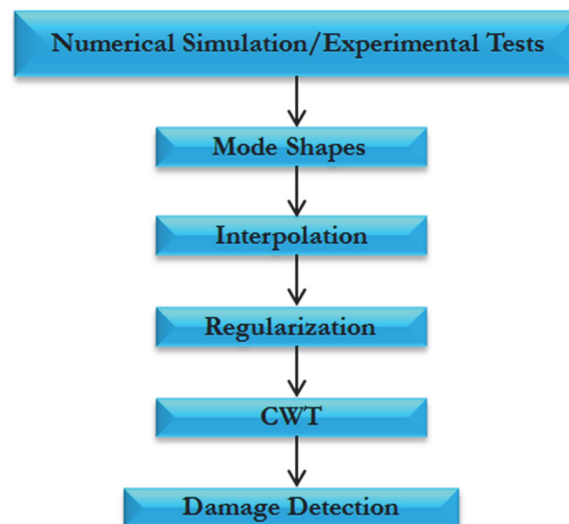 Numerical Simulation/Experimental Tests
Mode Shapes
Interpolation
Regularization
CWT
Damage Detection